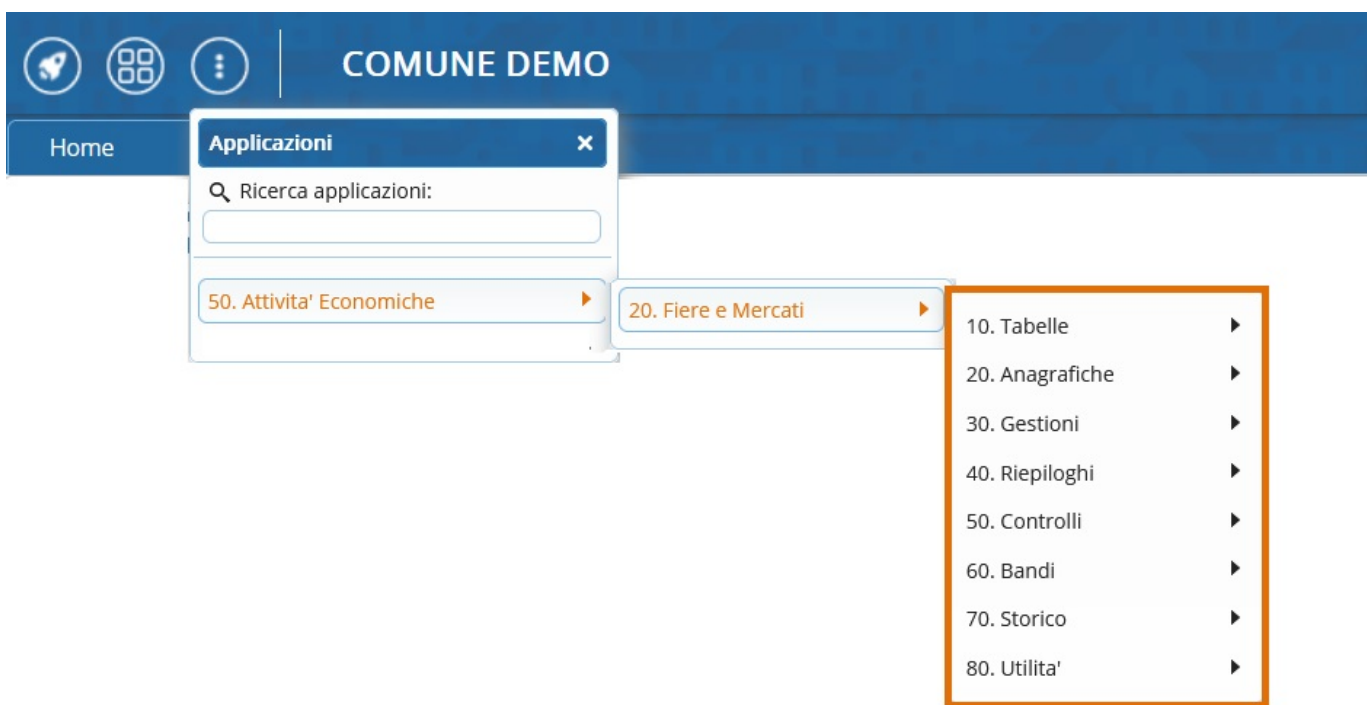 COMUNE DEMO
Home
Applazioni
Ricerca applicazioni:
50. Attivita' Economiche
20. Fiere e Mercati
10. Tabelle
20. Anagrafiche
30. Gestioni
40. Riepiloghi
50. Controlli
60. Bandi
70. Storico
80. Utilita'